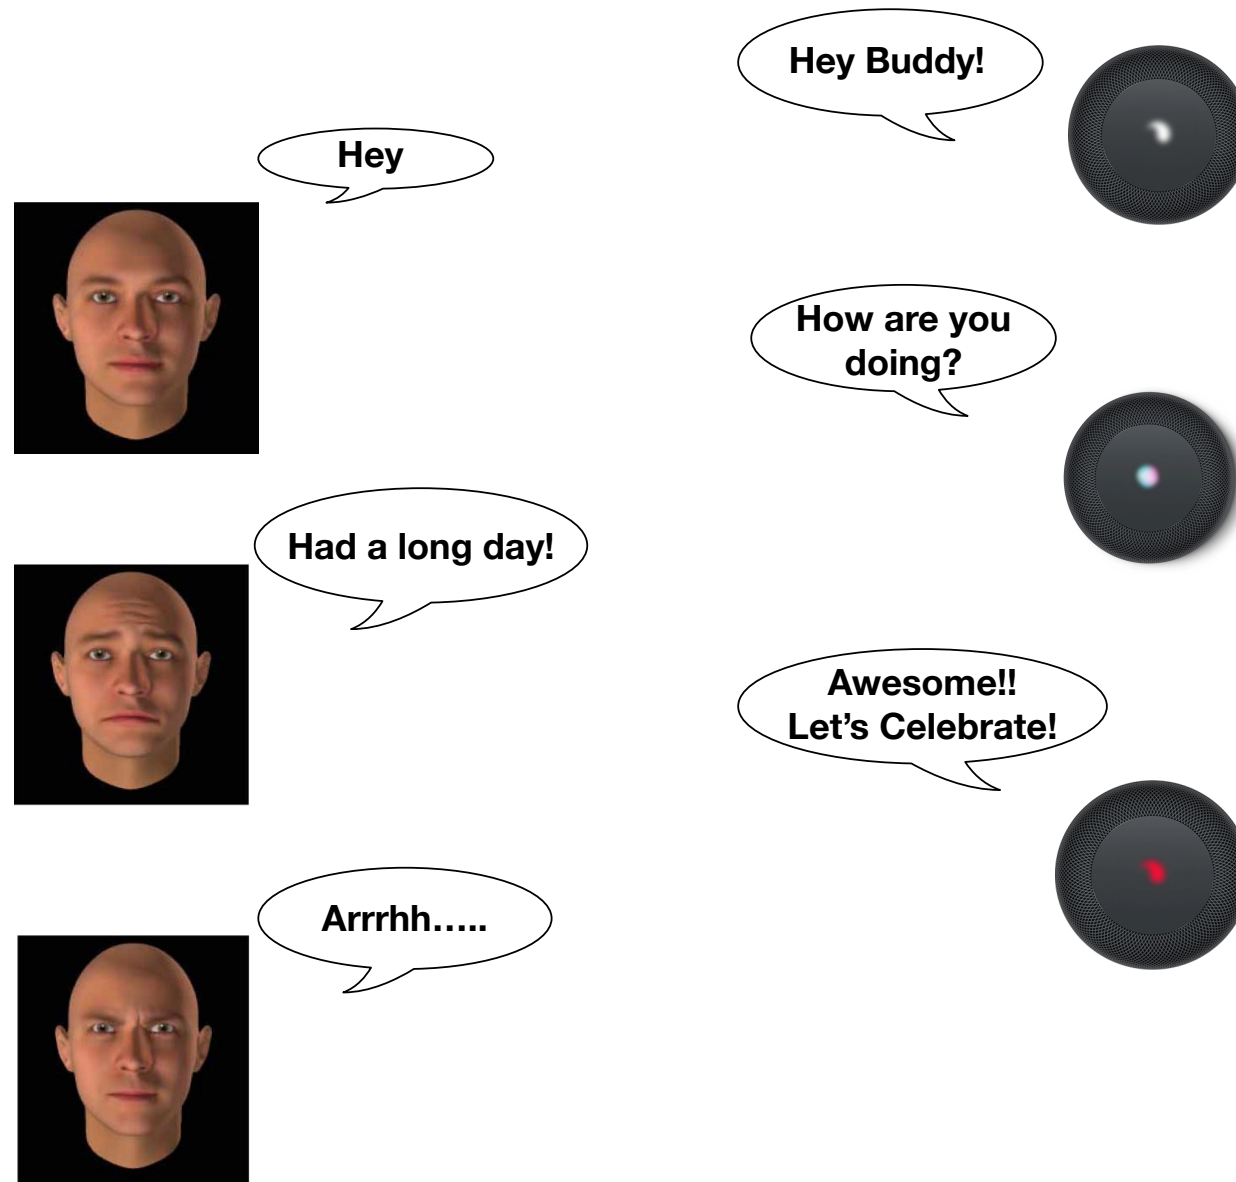 Hey Buddy!
Hey
How are you
doing?
Had a long day!
Awesome!!
Let’s Celebrate!
Arrrhh.....